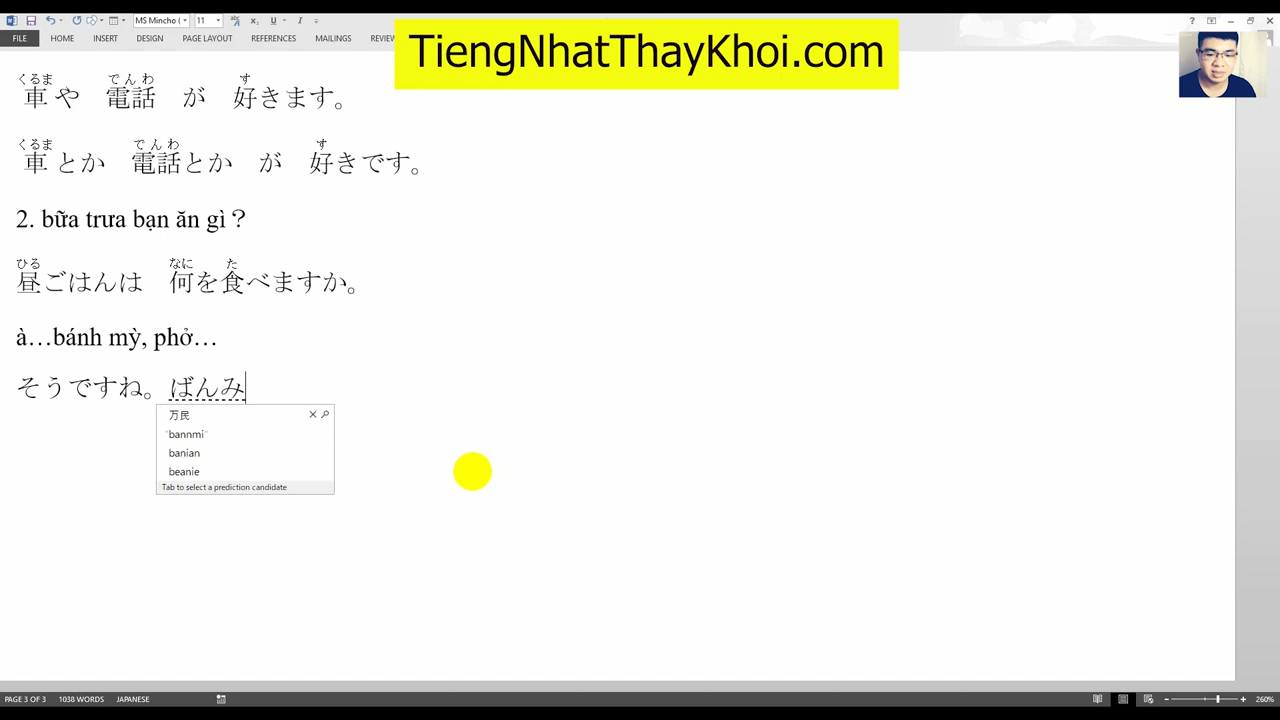 MS Mincho ( 11
FILE HOME INSERT DESIGN PAGE LAYOUT REFERENCES MAILINGS REV
TiengNhatThayKhoi.com
くるま でんわ す
車や 電話 が 好きます。
くるま でんわ す
車とか 電話とか が 好きです。
2. bữa trưa bạn ăn gì？
ひる なに た
昼ごはんは 何を食べますか。
à…bánh mỳ, phở…
そうですね。ばんみ
万民
"bannmi"
banian
beanie
Tab to select a prediction candidate
PAGE 3 OF 3 1038 WORDS JAPANESE 260%